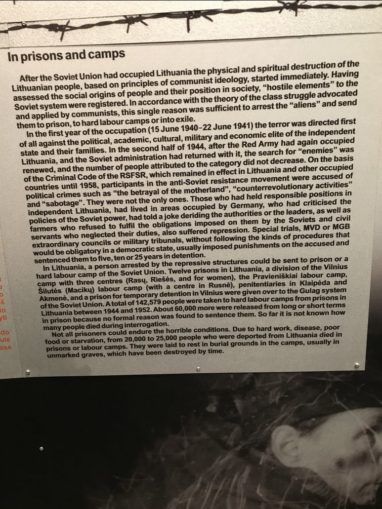 In prisons and camps
After the Soviet Union had occupied Lithuania the physical and spiritual destruction of the
Lithuanian people, based on principles of communist ideology, started immediately. Having
assessed the social origins of people and their position in society, "hostile elements" to the
Soviet system were registered. In accordance with the theory of the class struggle advocated
and applied by communists, this single reason was sufficient to arrest the "aliens" and send
them to prison, to hard labour camps or into exile.
In the first year of the occupation (15 June 1940–22 June 1941) the terror was directed first
of all against the political, academic, cultural, military and economic elite of the independent
state and their families. In the second half of 1944, after the Red Army had again occupied
Lithuania, and the Soviet administration had returned with it, the search for "enemies" was
renewed, and the number of people attributed to the category did not decrease. On the basis
of the Criminal Code of the RSFSR, which remained in effect in Lithuania and other occupied
countries until 1958, participants in the anti-Soviet resistance movement were accused of
political crimes such as "the betrayal of the motherland", "counterrevolutionary activities"
and "sabotage". They were not the only ones. Those who had held responsible positions in
independent Lithuania, had lived in areas occupied by Germany, who had criticised the
policies of the Soviet power, had told a joke deriding the authorities or the leaders, as well as
farmers who refused to fulfil the obligations imposed on them by the Soviets and civil
servants who neglected their duties, also suffered repression. Special trials, MVD or MGB
extraordinary councils or military tribunals, without following the kinds of procedures that
would be obligatory in a democratic state, usually imposed punishments on the accused and
sentenced them to five, ten or 25 years in detention.
In Lithuania, a person arrested by the repressive structures could be sent to prison or a
hard labour camp of the Soviet Union. Twelve prisons in Lithuania, a division of the Vilnius
camp with three centres (Rasų, Riešės, and for women), the Pravieniškiai labour camp,
Šilutės (Macikų) labour camp (with a centre in Rusnė), penitentiaries in Klaipėda and
Akmenė, and a prison for temporary detention in Vilnius were given over to the Gulag system
of the Soviet Union. A total of 142,579 people were taken to hard labour camps from prisons in
Lithuania between 1944 and 1952. About 60,000 more were released from long or short terms
in prison because no formal reason was found to sentence them. So far it is not known how
many people died during interrogation.
Not all prisoners could endure the horrible conditions. Due to hard work, disease, poor
food or starvation, from 20,000 to 25,000 people who were deported from Lithuania died in
prisons or labour camps. They were laid to rest in burial grounds in the camps, usually in
unmarked graves, which have been destroyed by time.